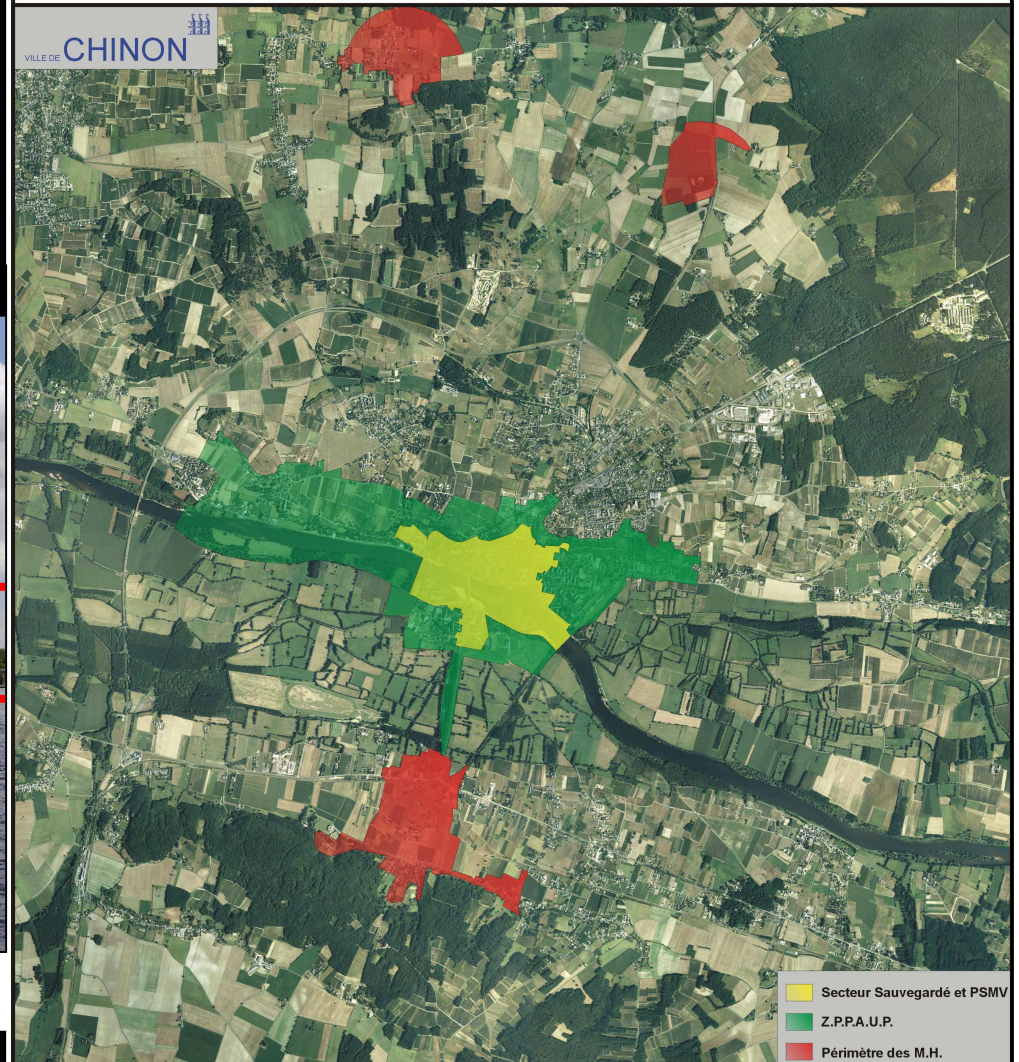 VILLE DE CHINON
Secteur Sauvegardé et PSMV
Z.P.P.A.U.P.
Périmètre des M.H.